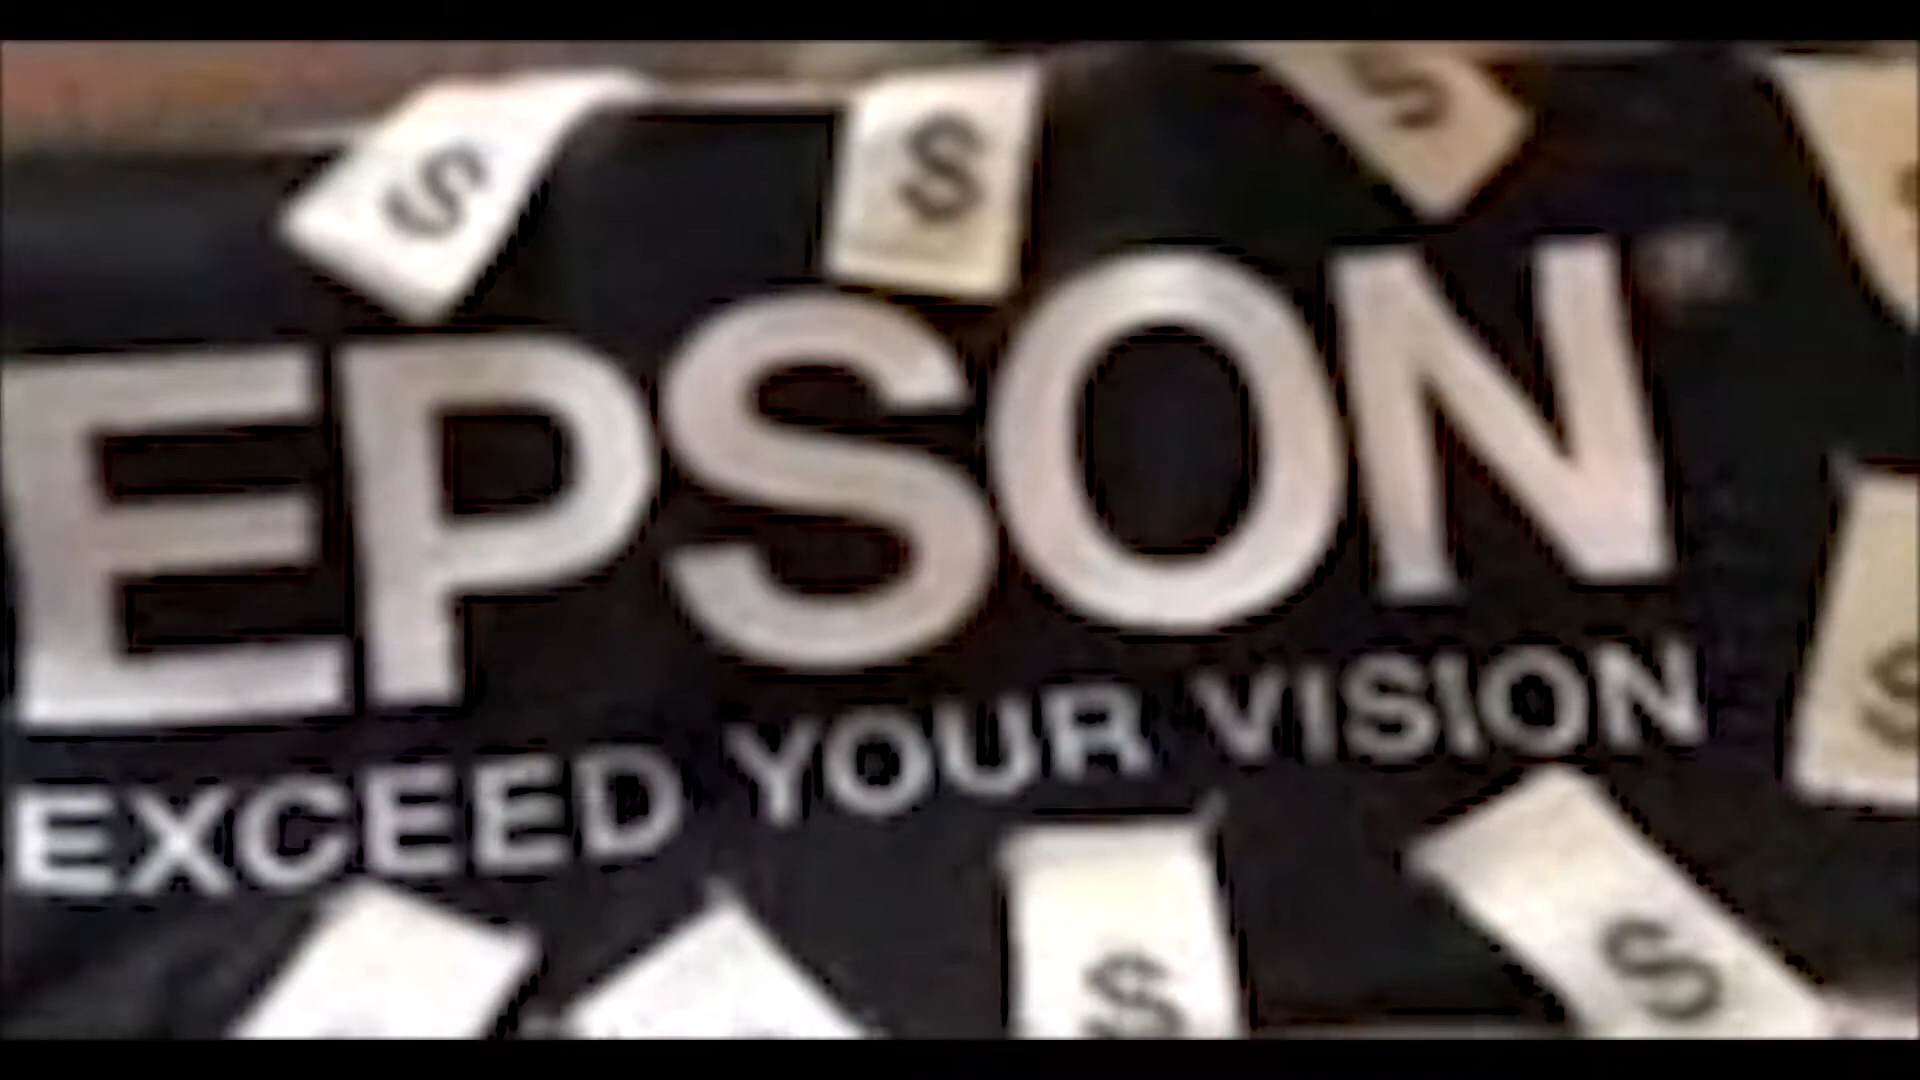 $ $ $
EPSON
$
EXCEED YOUR VISION
$ $